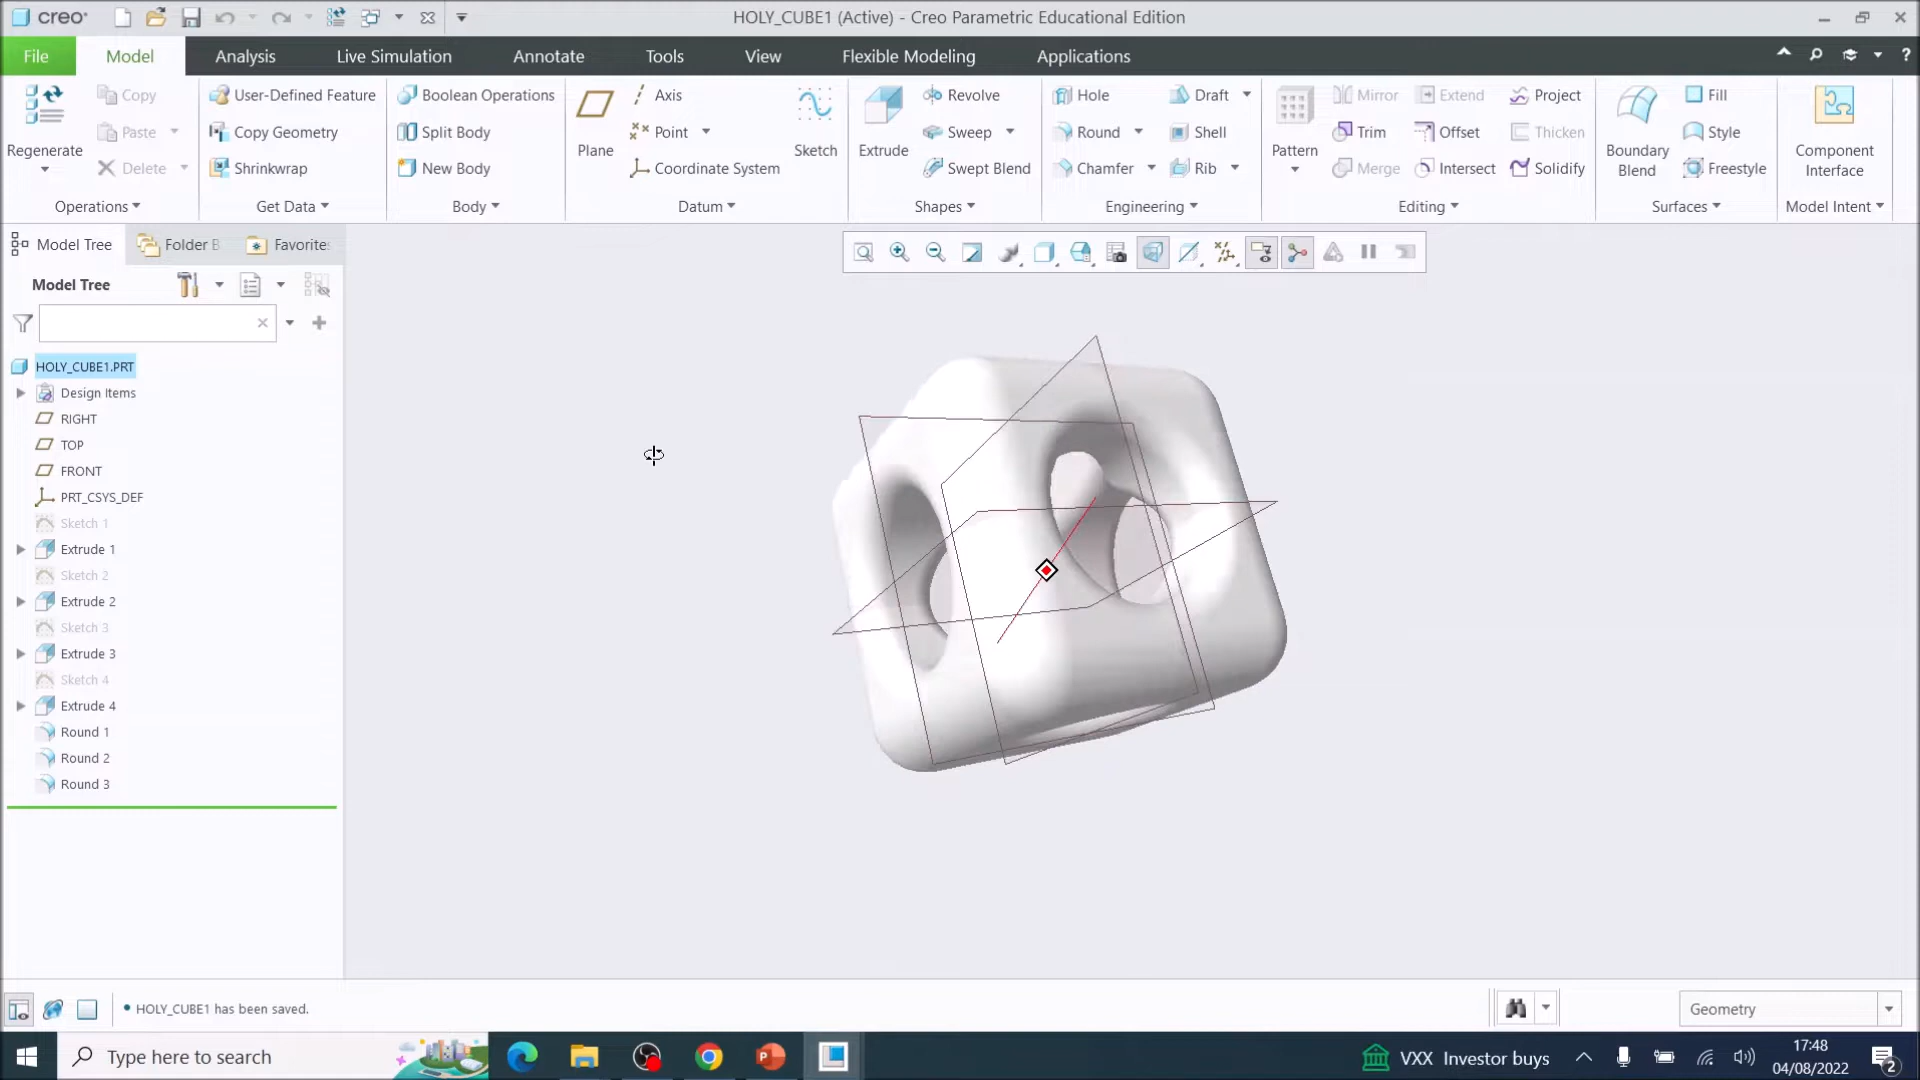 creo
HOLY_CUBE1 (Active) - Creo Parametric Educational Edition
File Model Analysis Live Simulation Annotate Tools View Flexible Modeling Applications
Regenerate
Copy
Paste
Delete
Operations
User-Defined Feature
Copy Geometry
Shrinkwrap
Get Data
Boolean Operations
Split Body
New Body
Body
Plane
Axis
Point
Coordinate System
Sketch
Datum
Extrude
Revolve
Sweep
Swept Blend
Shapes
Hole
Round
Chamfer
Draft
Shell
Rib
Engineering
Pattern
Mirror
Trim
Merge
Extend
Offset
Intersect
Project
Thicken
Solidify
Editing
Boundary
Blend
Fill
Style
Freestyle
Surfaces
Component
Interface
Model Intent
Model Tree Folder B Favorites
Model Tree
HOLY_CUBE1.PRT
Design Items
RIGHT
TOP
FRONT
PRT_CSYS_DEF
Sketch 1
Extrude 1
Sketch 2
Extrude 2
Sketch 3
Extrude 3
Sketch 4
Extrude 4
Round 1
Round 2
Round 3
• HOLY_CUBE1 has been saved.
Geometry
Type here to search
VXX Investor buys
17:48
04/08/2022
2